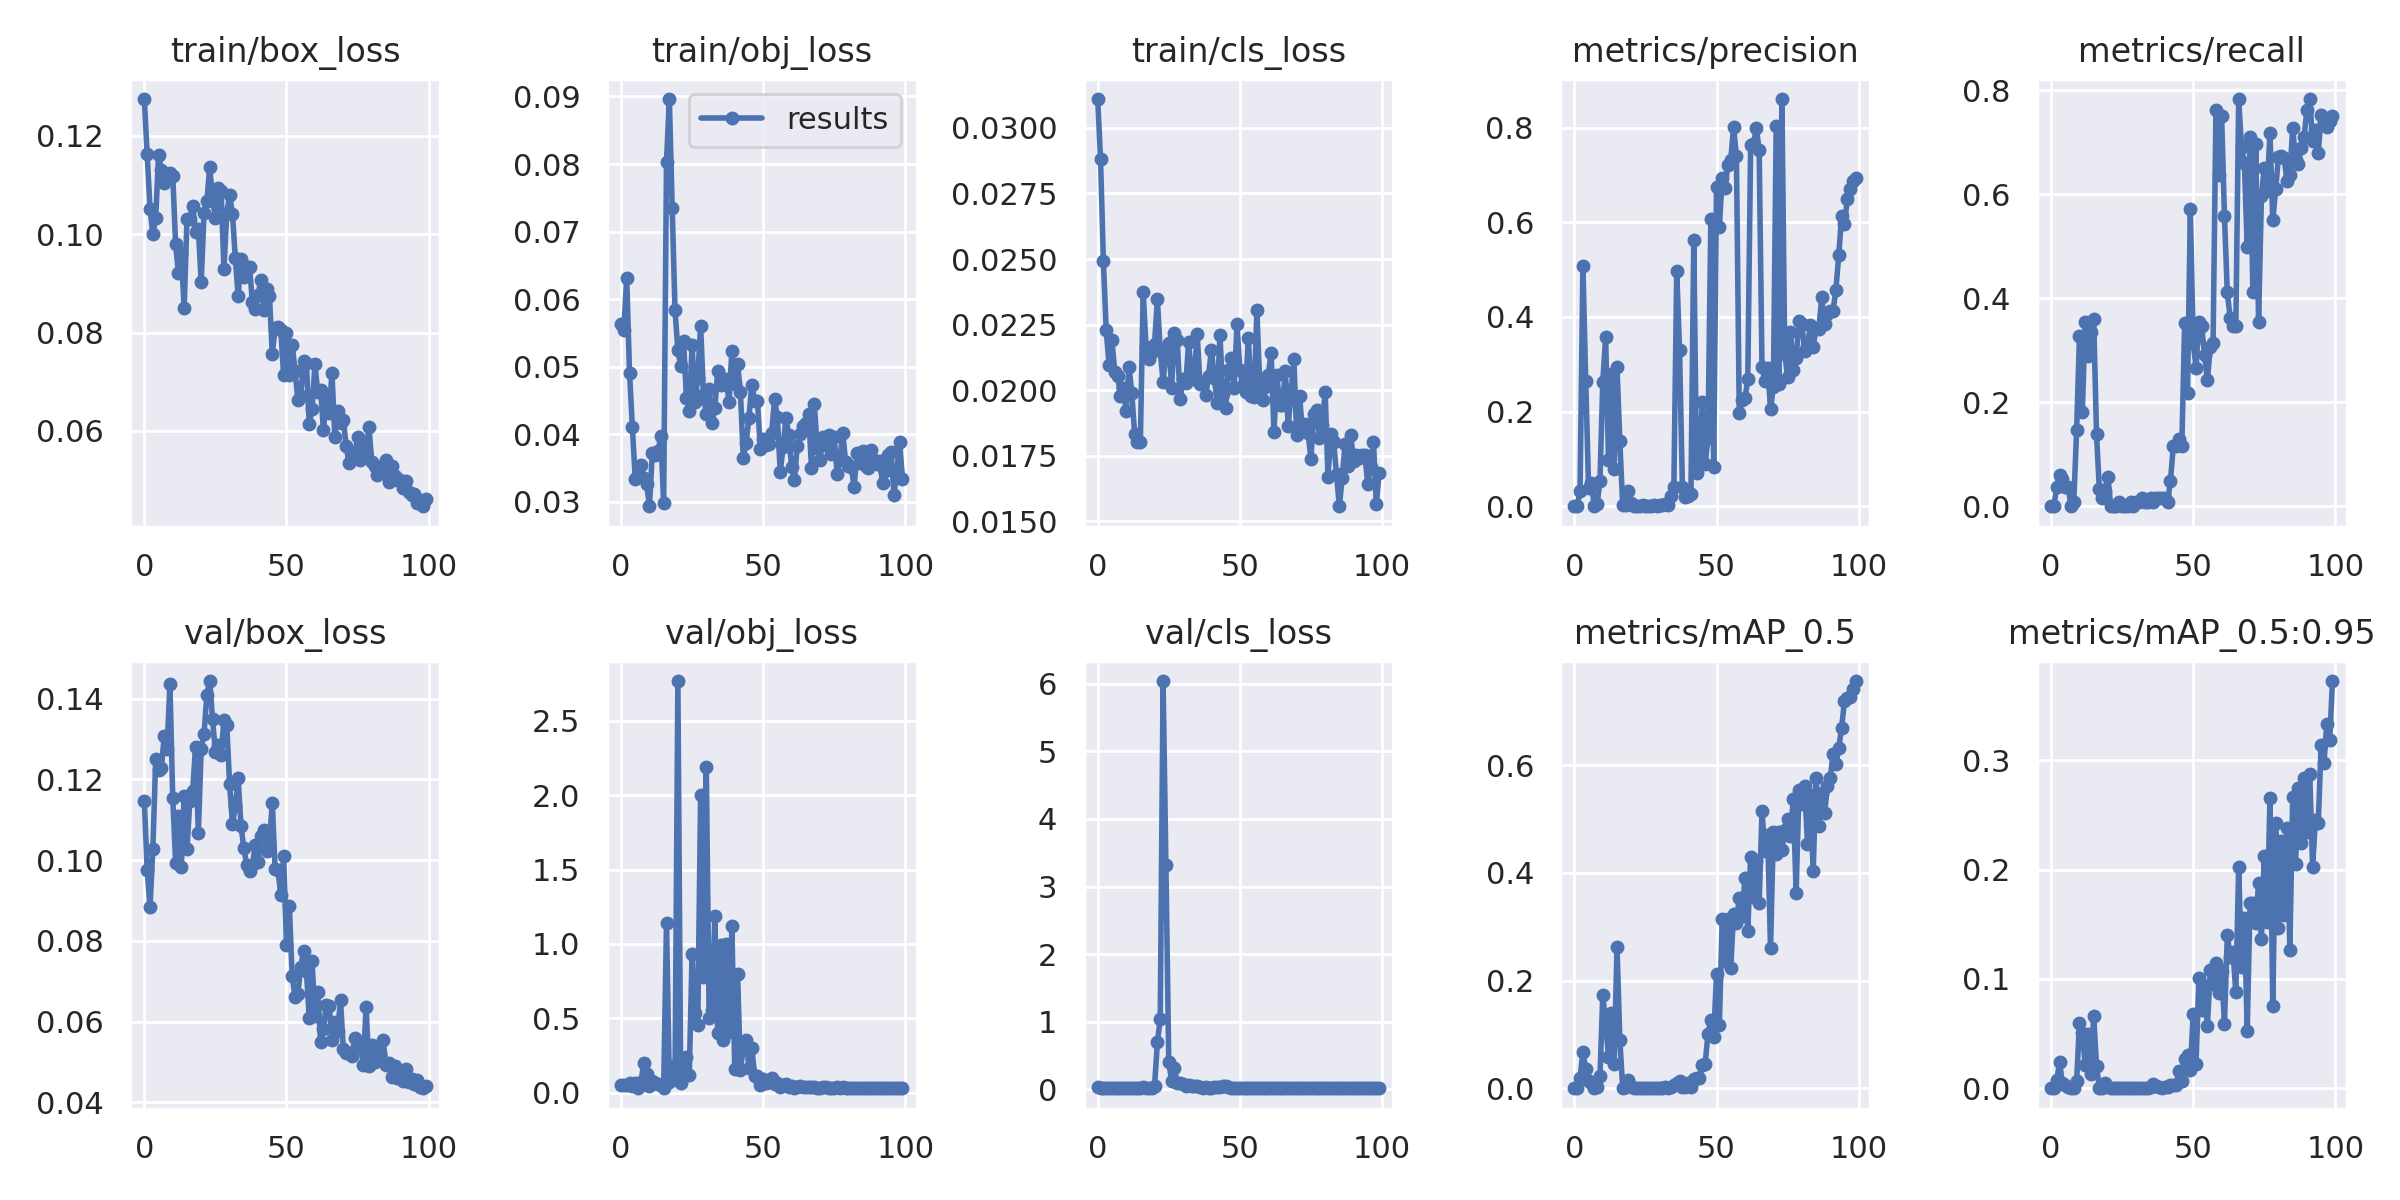 train/box_loss
0.12
0.10
0.08
0.06
0 50 100
train/obj_loss
results
0.09
0.08
0.07
0.06
0.05
0.04
0.03
0 50 100
train/cls_loss
0.0300
0.0275
0.0250
0.0225
0.0200
0.0175
0.0150
0 50 100
metrics/precision
0.8
0.6
0.4
0.2
0.0
0 50 100
metrics/recall
0.8
0.6
0.4
0.2
0.0
0 50 100
val/box_loss
0.14
0.12
0.10
0.08
0.06
0.04
0 50 100
val/obj_loss
2.5
2.0
1.5
1.0
0.5
0.0
0 50 100
val/cls_loss
6
5
4
3
2
1
0
0 50 100
metrics/mAP_0.5
0.6
0.4
0.2
0.0
0 50 100
metrics/mAP_0.5:0.95
0.3
0.2
0.1
0.0
0 50 100